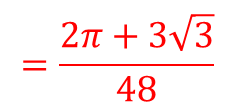 = (2π + 3√3) / 48